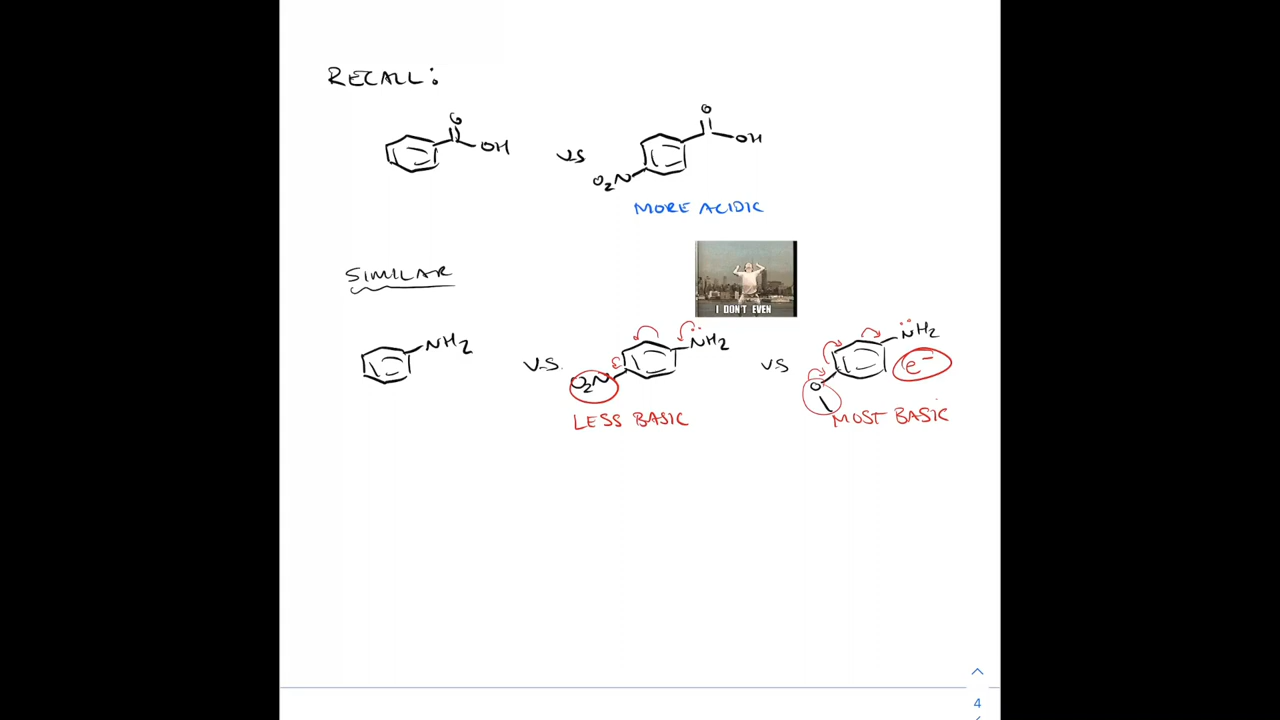 RECALL:
O
OH
vs
O
OH
O2N
MORE ACIDIC
SIMILAR
I DON'T EVEN
NH2
V.S.
O2N
NH2
LESS BASIC
vs
NH2
e−
O
MOST BASIC
4